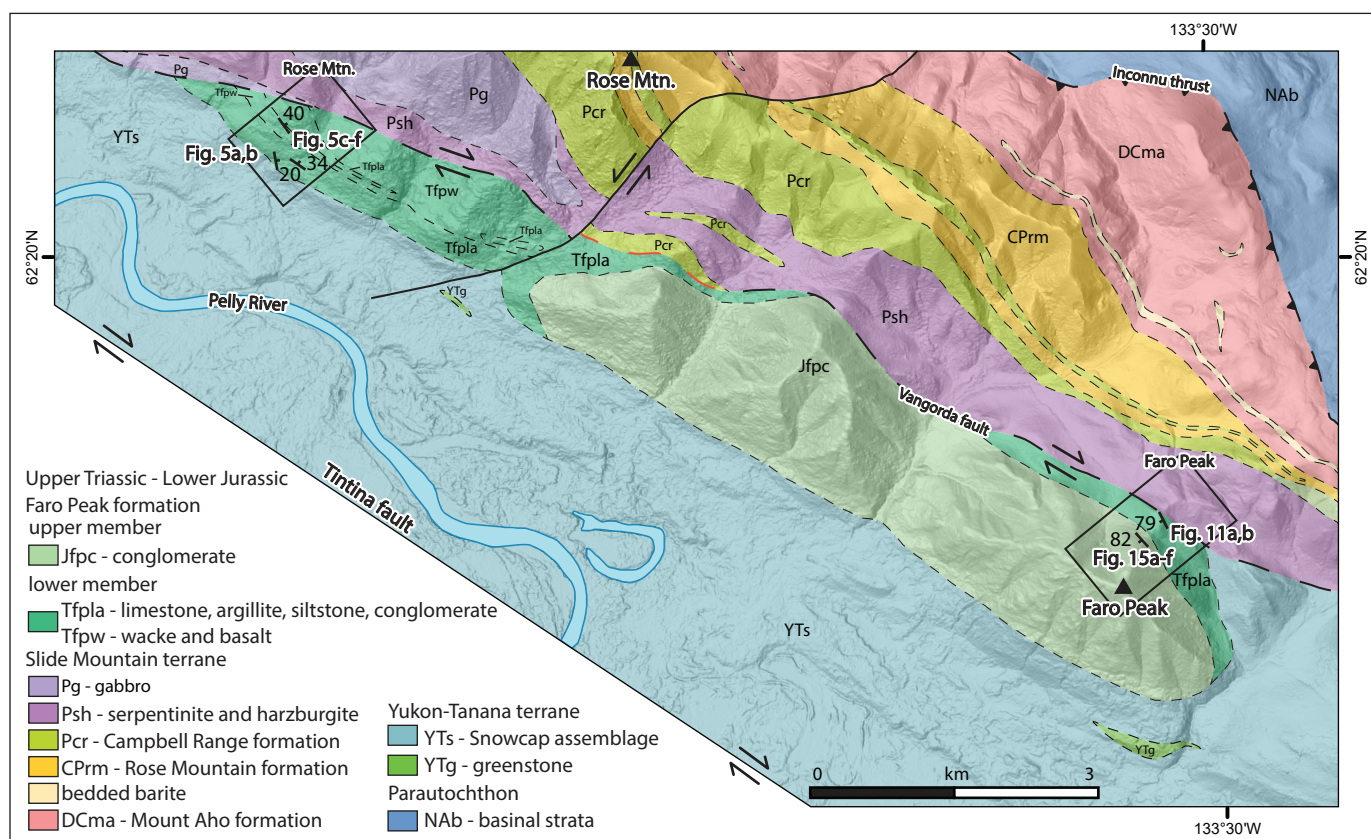 133°30'W
Rose Mtn.
Pg
Tfpw
Rose Mtn.
Pg
Pcr
Inconnu thrust
NAb
YTs
40
Psh
DCma
Fig. 5a,b
Fig. 5c-f
34
20
Tfpla
Tfpw
Pcr
62°20'N
Tfpla
Tfpla
Pcr
Pcr
CPrm
62°20'N
Tfpla
YTg
Pelly River
Psh
Jfpc
Vangorda fault
Faro Peak
Tintina fault
79
82
Fig. 11a,b
Fig. 15a-f
Tfpla
Faro Peak
YTs
YTg
Upper Triassic - Lower Jurassic
Faro Peak formation
upper member
Jfpc - conglomerate
lower member
Tfpla - limestone, argillite, siltstone, conglomerate
Tfpw - wacke and basalt
Slide Mountain terrane
Pg - gabbro
Psh - serpentinite and harzburgite
Pcr - Campbell Range formation
CPrm - Rose Mountain formation
bedded barite
DCma - Mount Aho formation
Yukon-Tanana terrane
YTs - Snowcap assemblage
YTg - greenstone
Parautochthon
NAb - basinal strata
0 km 3
133°30'W